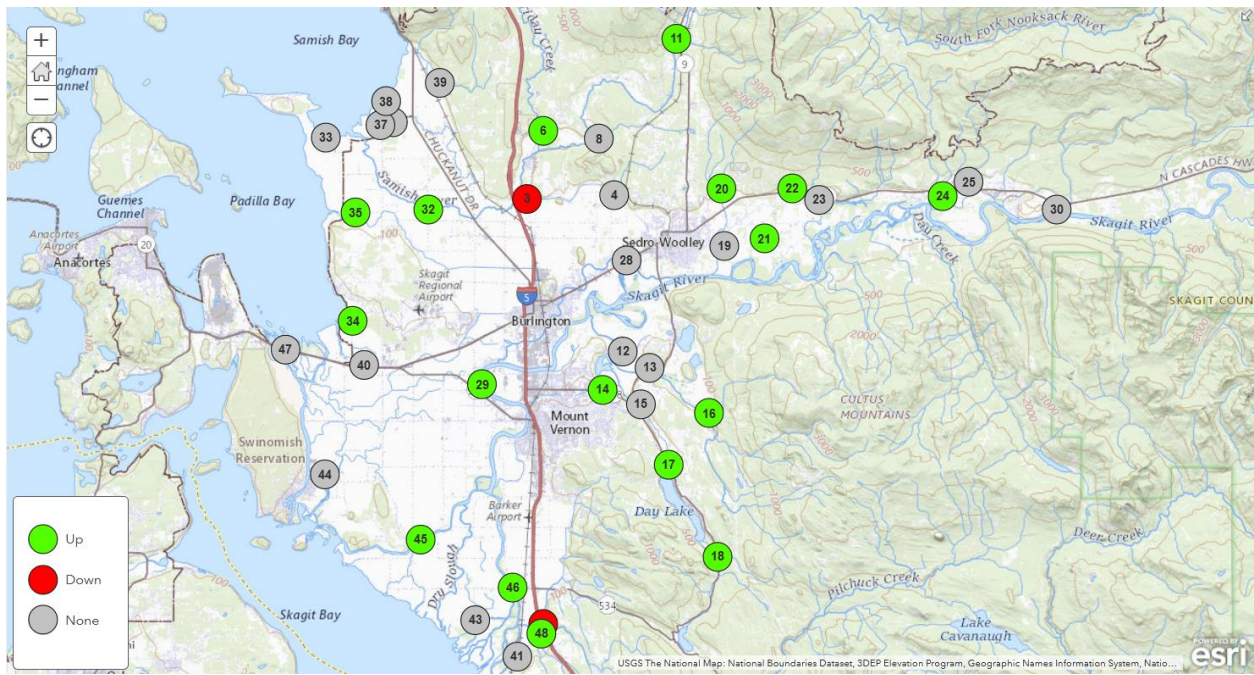 Samish Bay
riday Creek
South Fork Nooksack River
11
9
39
38
37
33
6
8
ngham
annel
CHUCKANUT DR
N CASCADES HW
Guemes
Channel
Padilla Bay
Samish River
35
32
3
4
20
22
23
24
25
30
Skagit River
Day Creek
Anacortes
Airport
Anacortes
20
Sedro-Woolley
19
21
28
Skagit River
Skagit
Regional
Airport
5
Burlington
SKAGIT COUN
34
47
40
12
13
29
14
15
16
Mount
Vernon
CULTUS
MOUNTAINS
Swinomish
Reservation
44
17
Barker
Airport
Day Lake
45
18
Dry Slough
46
534
Deer Creek
Pilchuck Creek
Skagit Bay
43
48
41
Lake
Cavanaugh
Up
Down
None
POWERED BY
esri
USGS The National Map: National Boundaries Dataset, 3DEP Elevation Program, Geographic Names Information System, Natio...